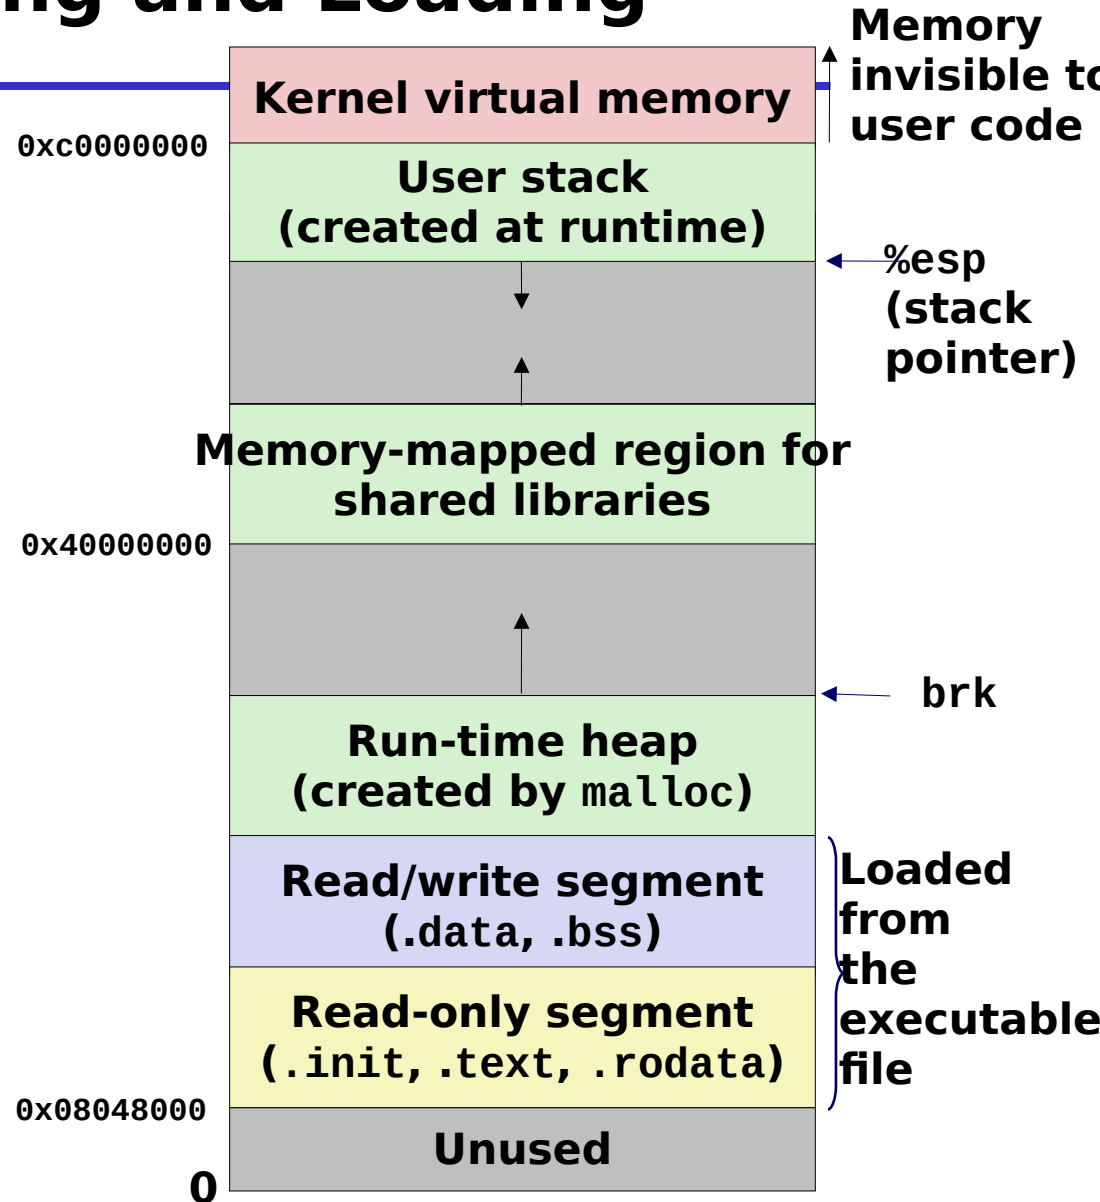 and Loading
Memory
invisible to
user code
Kernel virtual memory
0xc0000000
User stack
(created at runtime)
%esp
(stack
pointer)
Memory-mapped region for
shared libraries
0x40000000
brk
Run-time heap
(created by malloc)
Loaded
from
the
executable
file
Read/write segment
(.data, .bss)
Read-only segment
(.init, .text, .rodata)
0x08048000
Unused
0